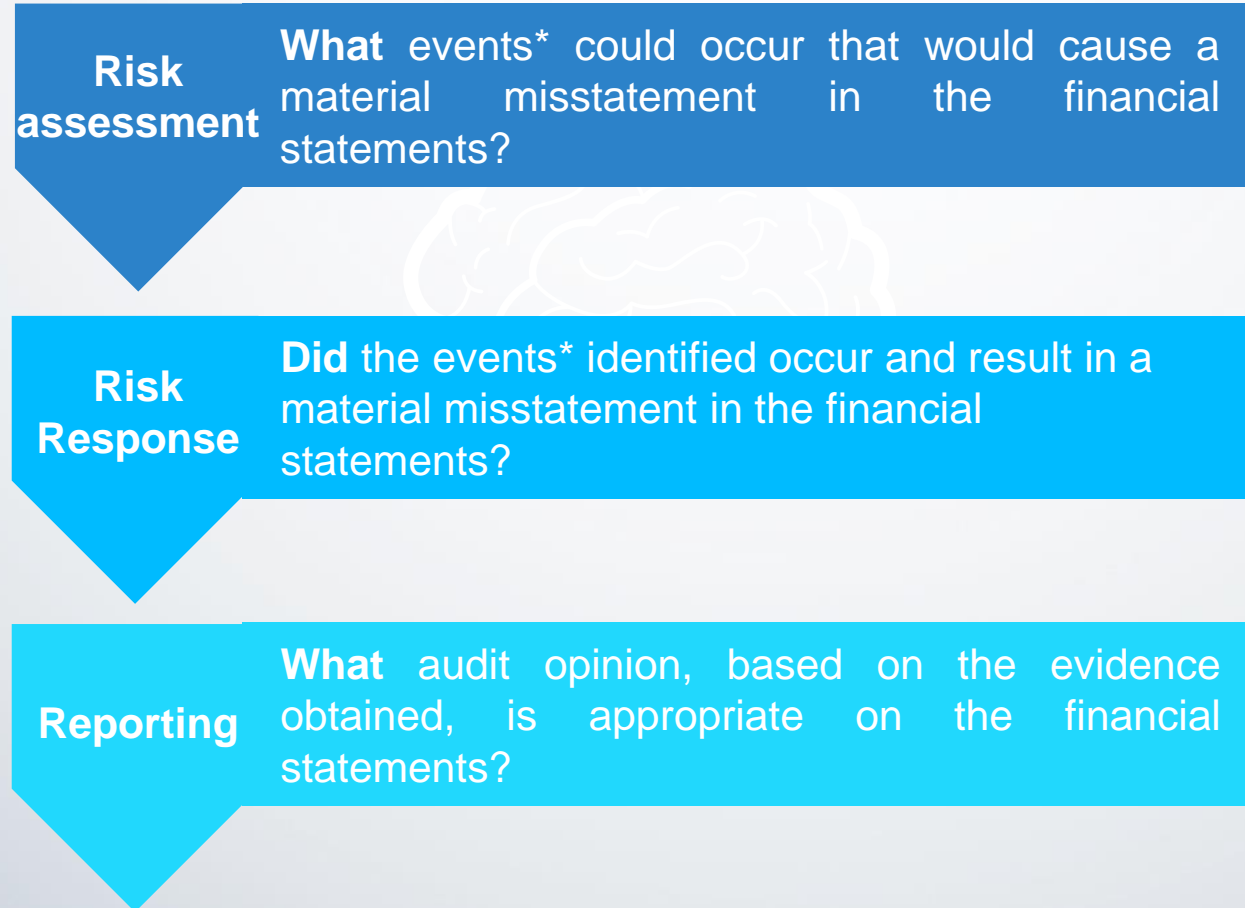 Risk
assessment
What events* could occur that would cause a
material misstatement in the financial
statements?
Risk
Response
Did the events* identified occur and result in a
material misstatement in the financial
statements?
Reporting
What audit opinion, based on the evidence
obtained, is appropriate on the financial
statements?